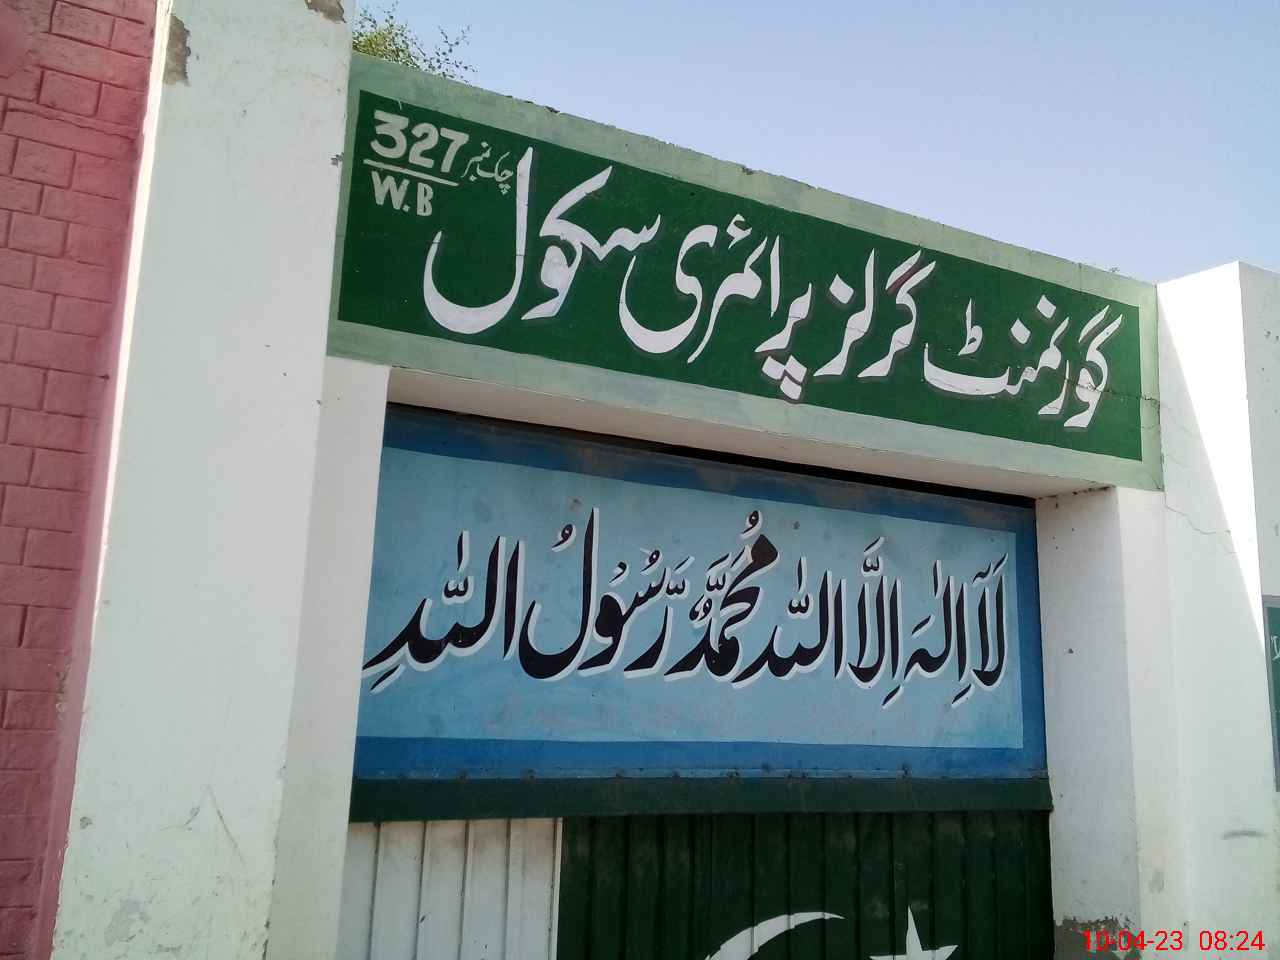 گورنمنٹ گرلز پرائمری سکول
چک نمبر 327
W.B
لَآ اِلٰہَ اِلَّا اللّٰہ مُحَمَّدٌ رَّسُوْلُ اللّٰہِ
10-04-23 08:24